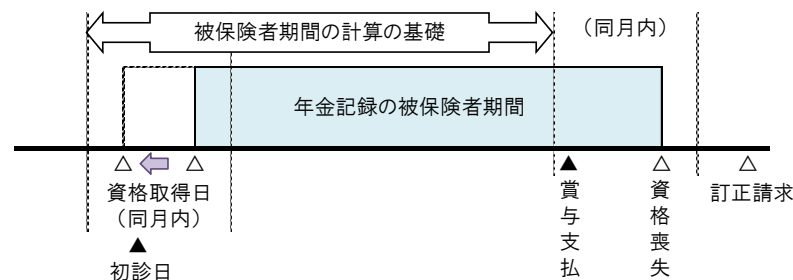 被保険者期間の計算の基礎
（同月内）
年金記録の被保険者期間
資格取得日
（同月内）
初診日
賞与支払
資格喪失
訂正請求